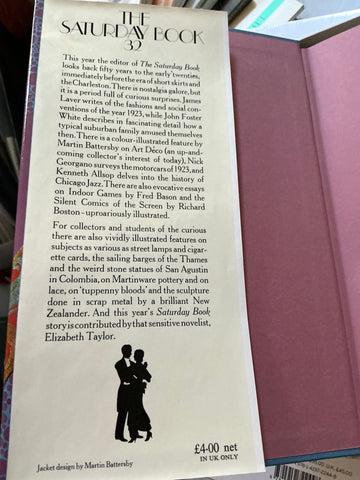 THE
SATURDAY BOOK
32
This year the editor of The Saturday Book
looks back fifty years to the early 'twenties,
immediately before the era of short skirts and
the Charleston. There is nostalgia galore, but
it is a period full of curious surprises. James
Laver writes of the fashions and social con-
ventions of the year 1923, while John Foster
White describes in fascinating detail how a
typical suburban family amused themselves
then. There is a colour-illustrated feature by
Martin Battersby on Art Déco (an up-and-
coming collector's interest of today), Nick
Georgano surveys the motorcars of 1923, and
Kenneth Allsop delves into the history of
Chicago Jazz. There are also evocative essays
on Indoor Games by Fred Bason and the
Silent Comics of the Screen by Richard
Boston – uproariously illustrated.
For collectors and students of the curious
there are also vividly illustrated features on
subjects as various as street lamps and cigar-
ette cards, the sailing barges of the Thames
and the weird stone statues of San Agustin
in Colombia, on Martinware pottery and on
lace, on 'tuppenny bloods' and the sculpture
done in scrap metal by a brilliant New
Zealander. And this year's Saturday Book
story is contributed by that sensitive novelist,
Elizabeth Taylor.
£4·00 net
IN UK ONLY
Jacket design by Martin Battersby